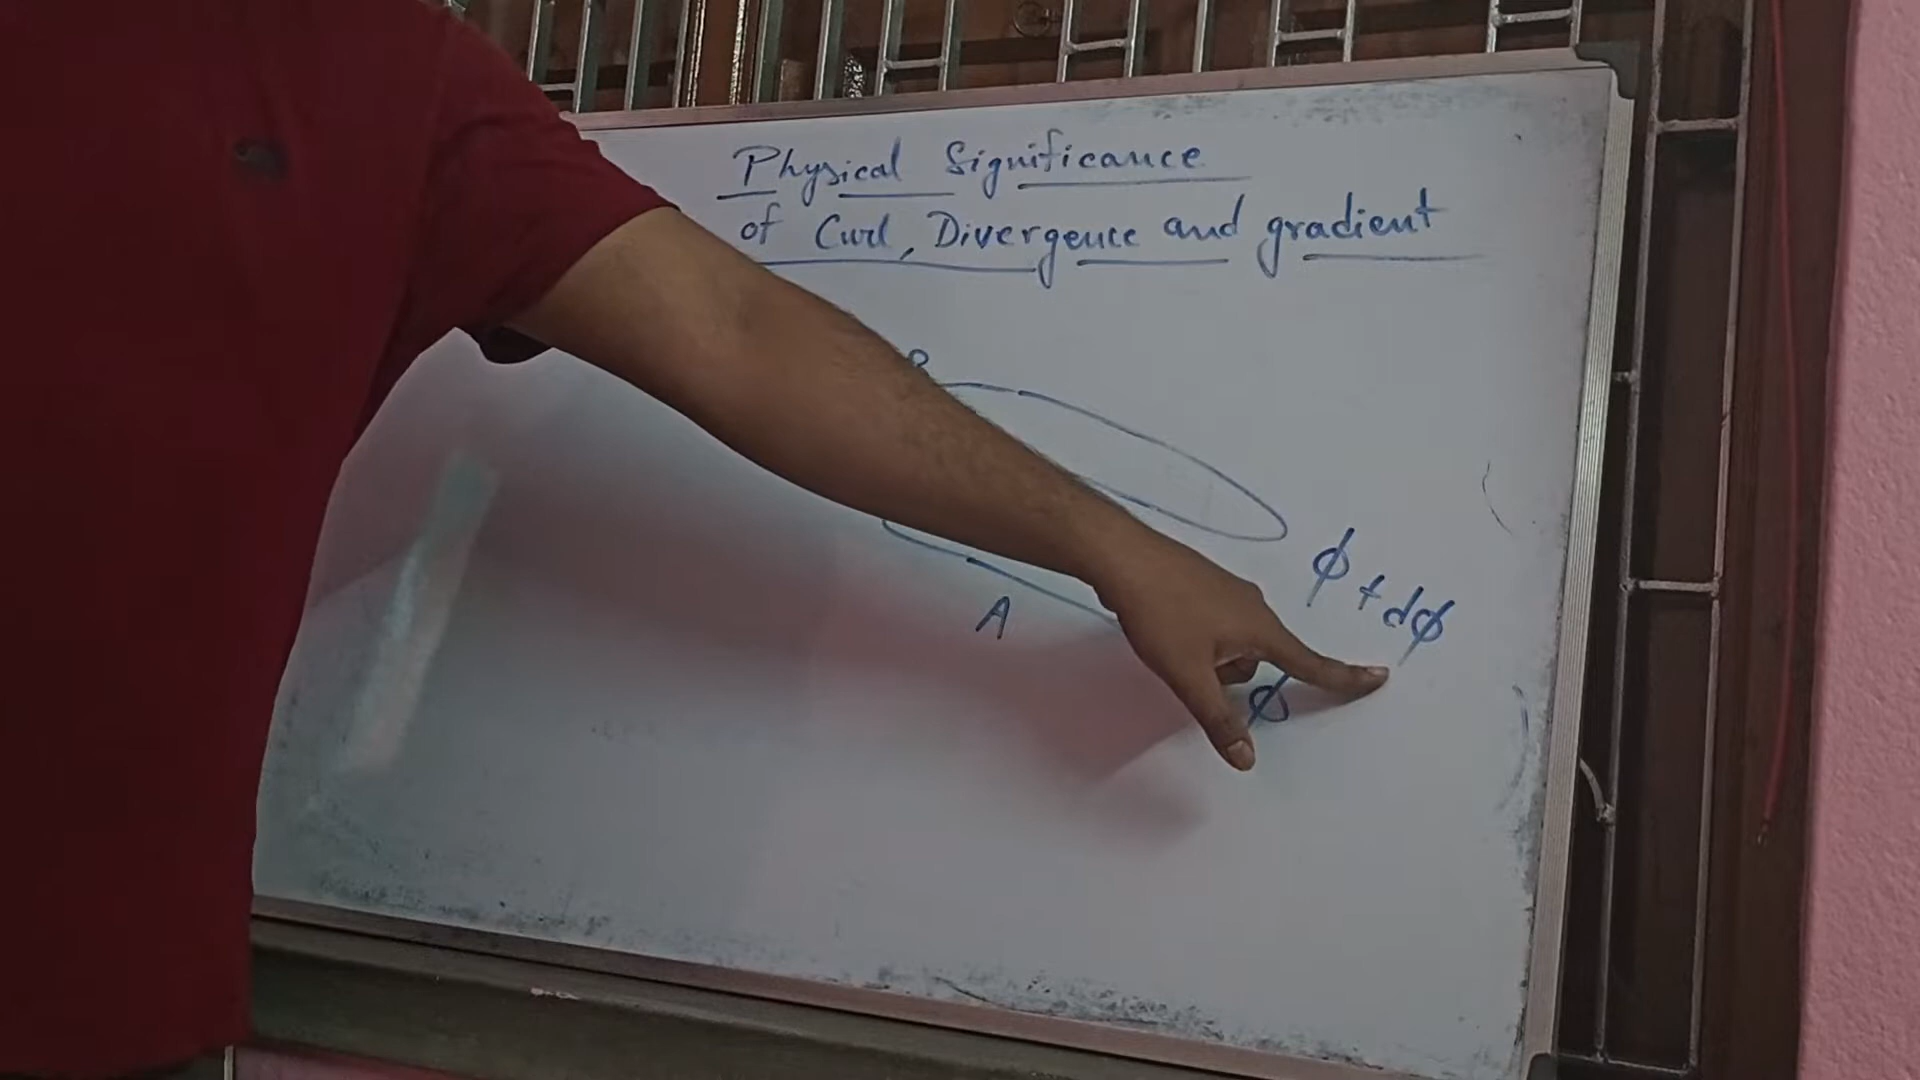 Physical Significance
of Curl, Divergence and gradient
ϕ + dϕ
A
ϕ